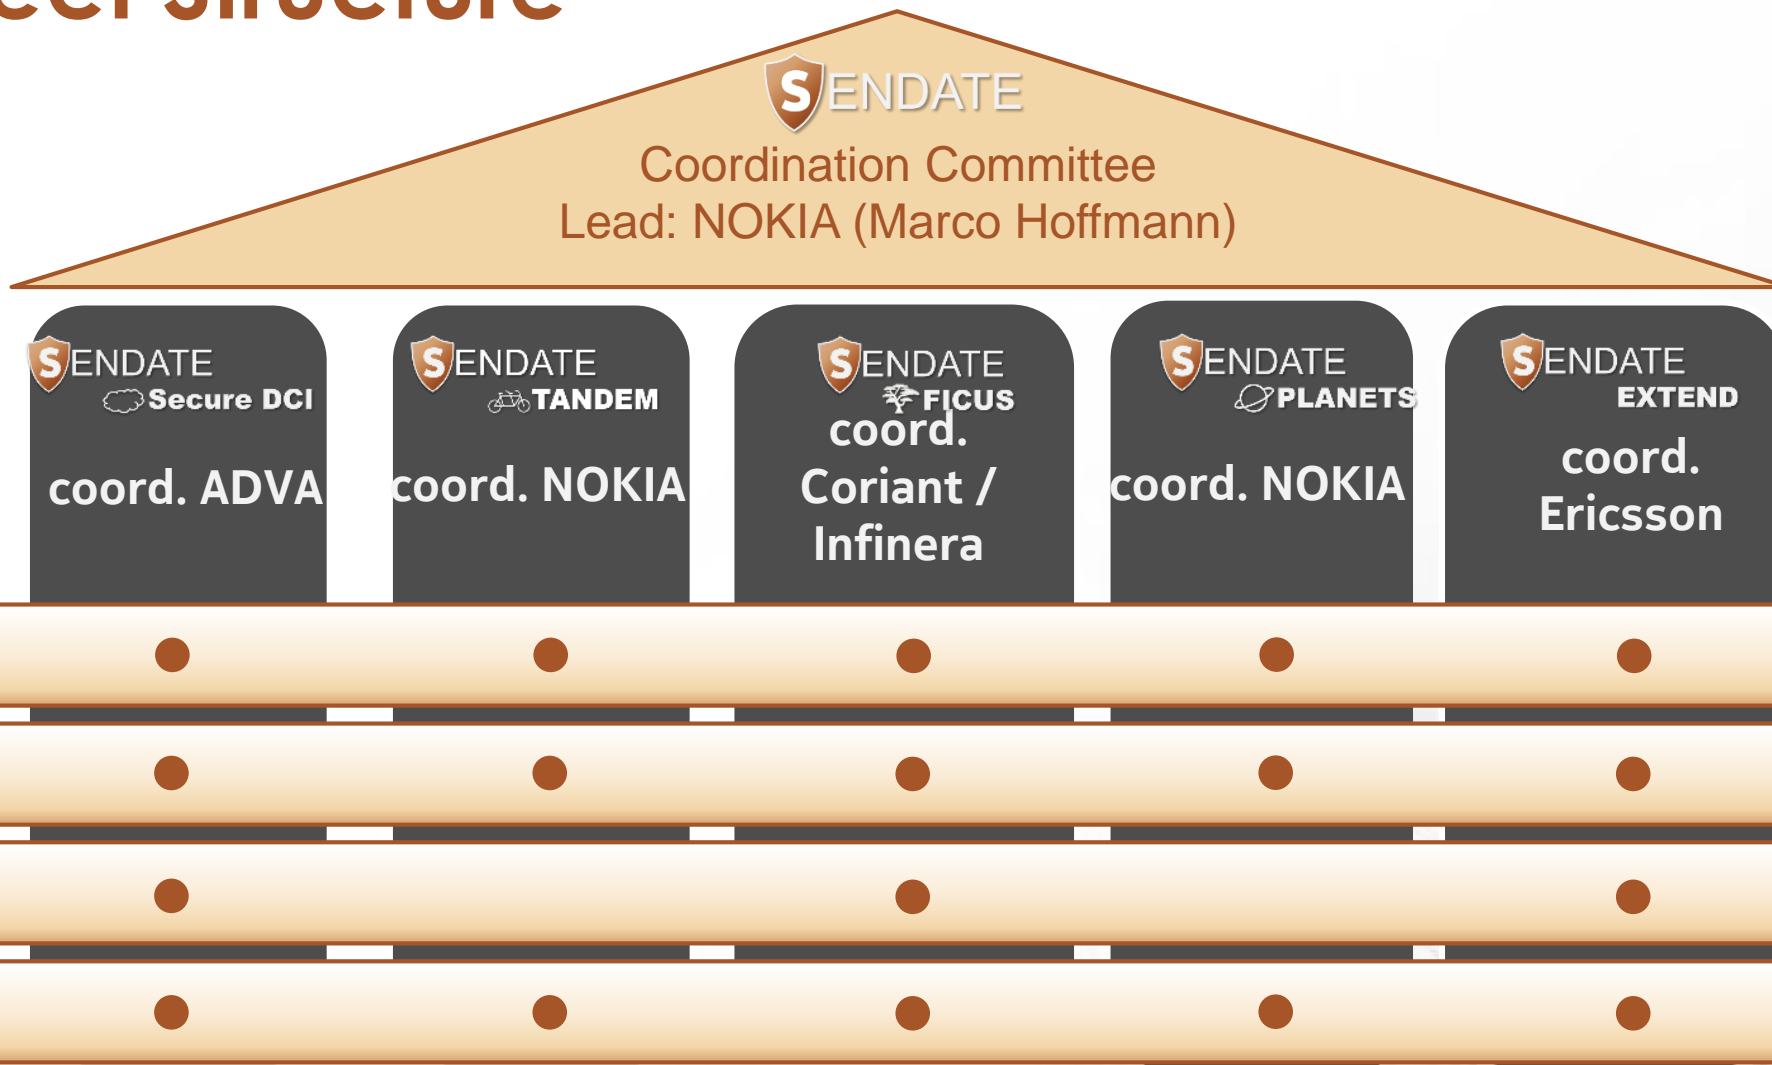 Structure
SENDATE
Coordination Committee
Lead: NOKIA (Marco Hoffmann)
SENDATE
Secure DCI
coord. ADVA
SENDATE
TANDEM
coord. NOKIA
SENDATE
FICUS
coord.
Coriant /
Infinera
SENDATE
PLANETS
coord. NOKIA
SENDATE
EXTEND
coord.
Ericsson